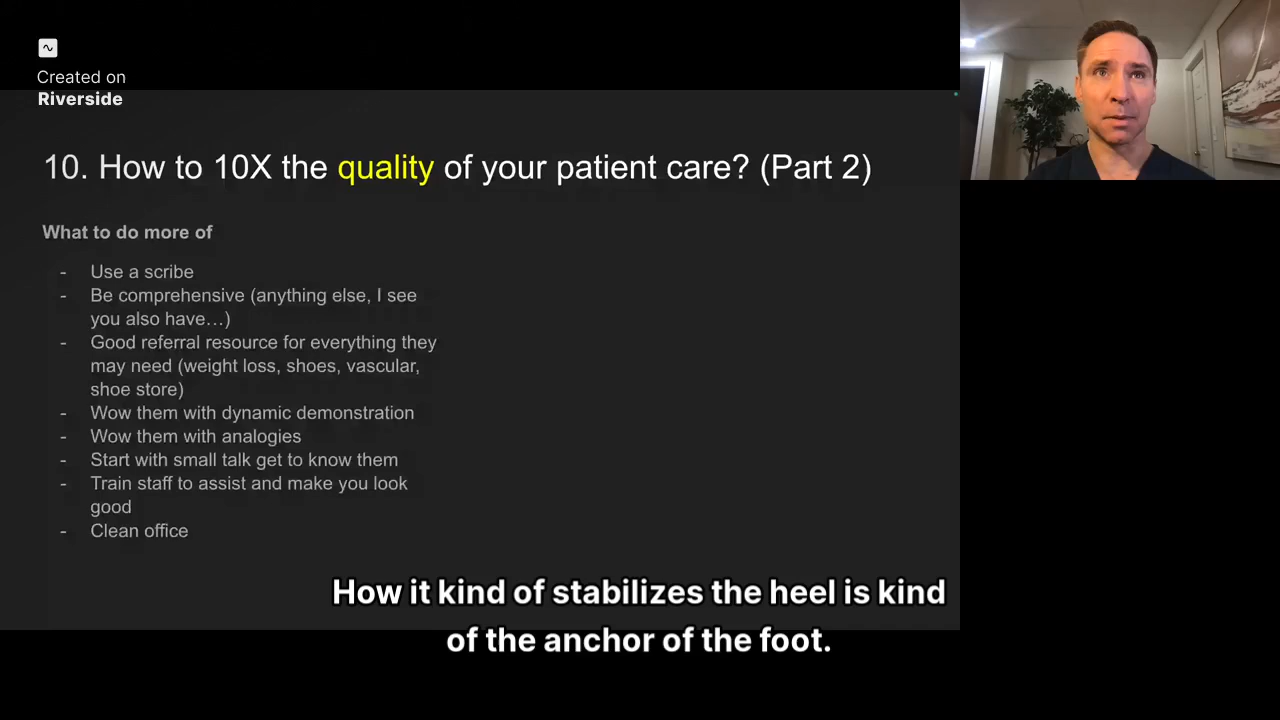 Created on
Riverside
10. How to 10X the quality of your patient care? (Part 2)
What to do more of
- Use a scribe
- Be comprehensive (anything else, I see
you also have…)
- Good referral resource for everything they
may need (weight loss, shoes, vascular,
shoe store)
- Wow them with dynamic demonstration
- Wow them with analogies
- Start with small talk get to know them
- Train staff to assist and make you look
good
- Clean office
How it kind of stabilizes the heel is kind
of the anchor of the foot.